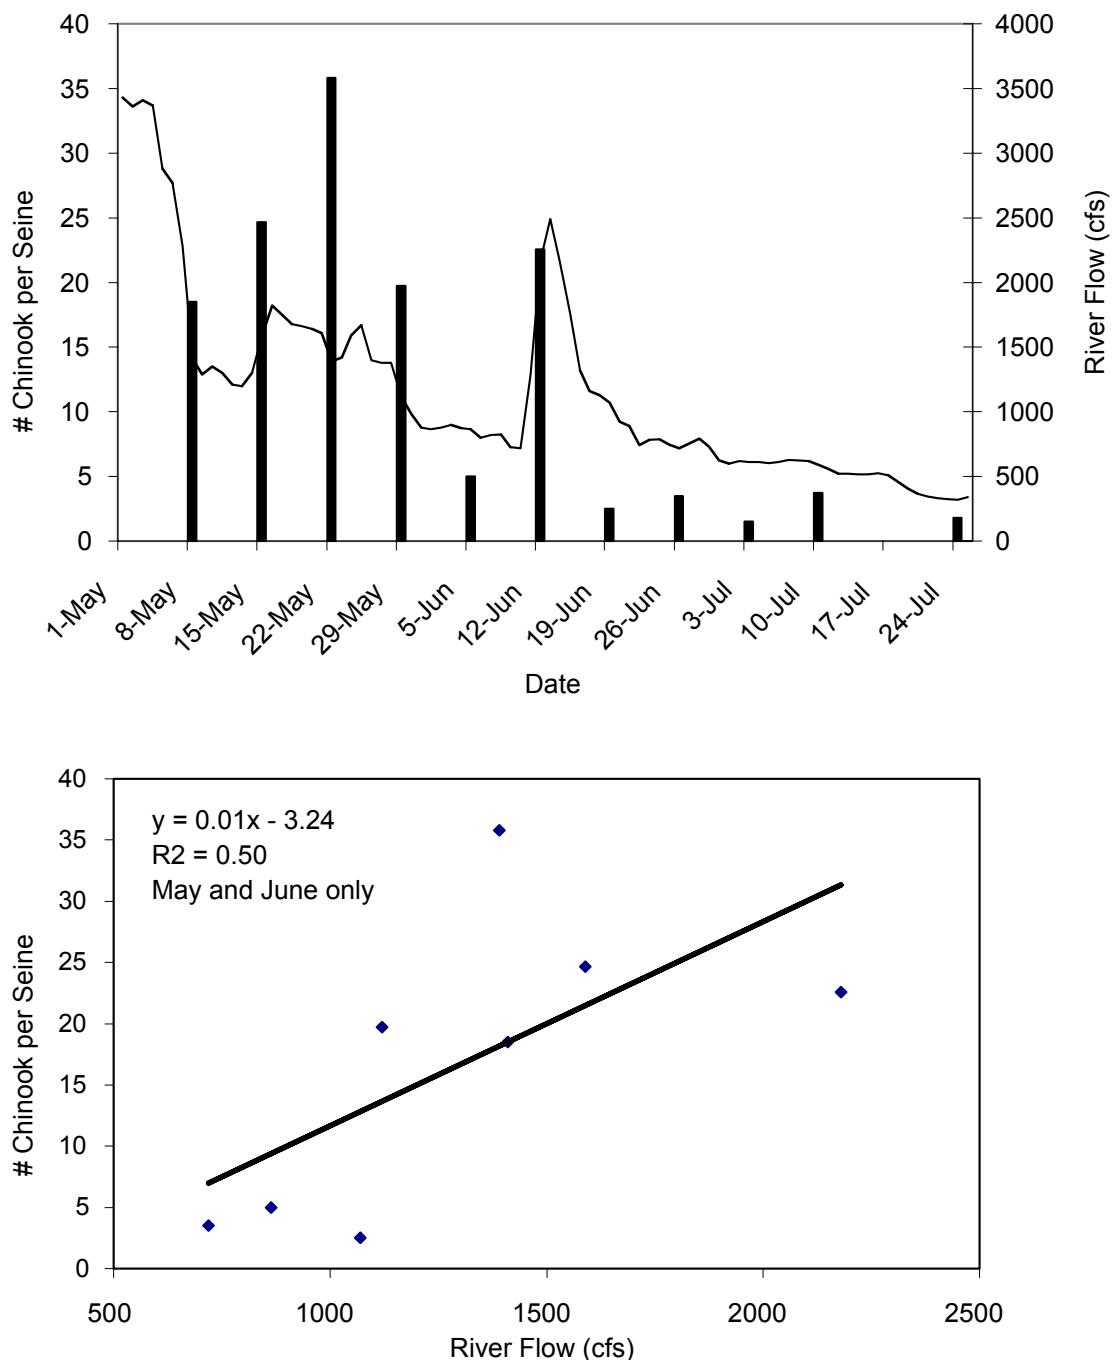 40
35
30
25
20
15
10
5
0
# Chinook per Seine
4000
3500
3000
2500
2000
1500
1000
500
0
River Flow (cfs)
1-May
8-May
15-May
22-May
29-May
5-Jun
12-Jun
19-Jun
26-Jun
3-Jul
10-Jul
17-Jul
24-Jul
Date
40
35
30
25
20
15
10
5
0
# Chinook per Seine
y = 0.01x - 3.24
R2 = 0.50
May and June only
500
1000
1500
2000
2500
River Flow (cfs)